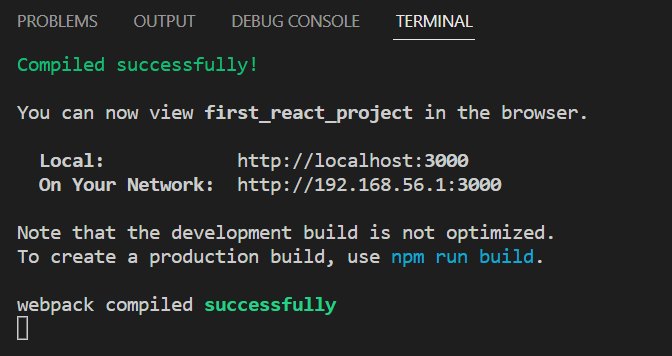 PROBLEMS OUTPUT DEBUG CONSOLE TERMINAL
Compiled successfully!
You can now view first_react_project in the browser.
Local: http://localhost:3000
On Your Network: http://192.168.56.1:3000
Note that the development build is not optimized.
To create a production build, use npm run build.
webpack compiled successfully